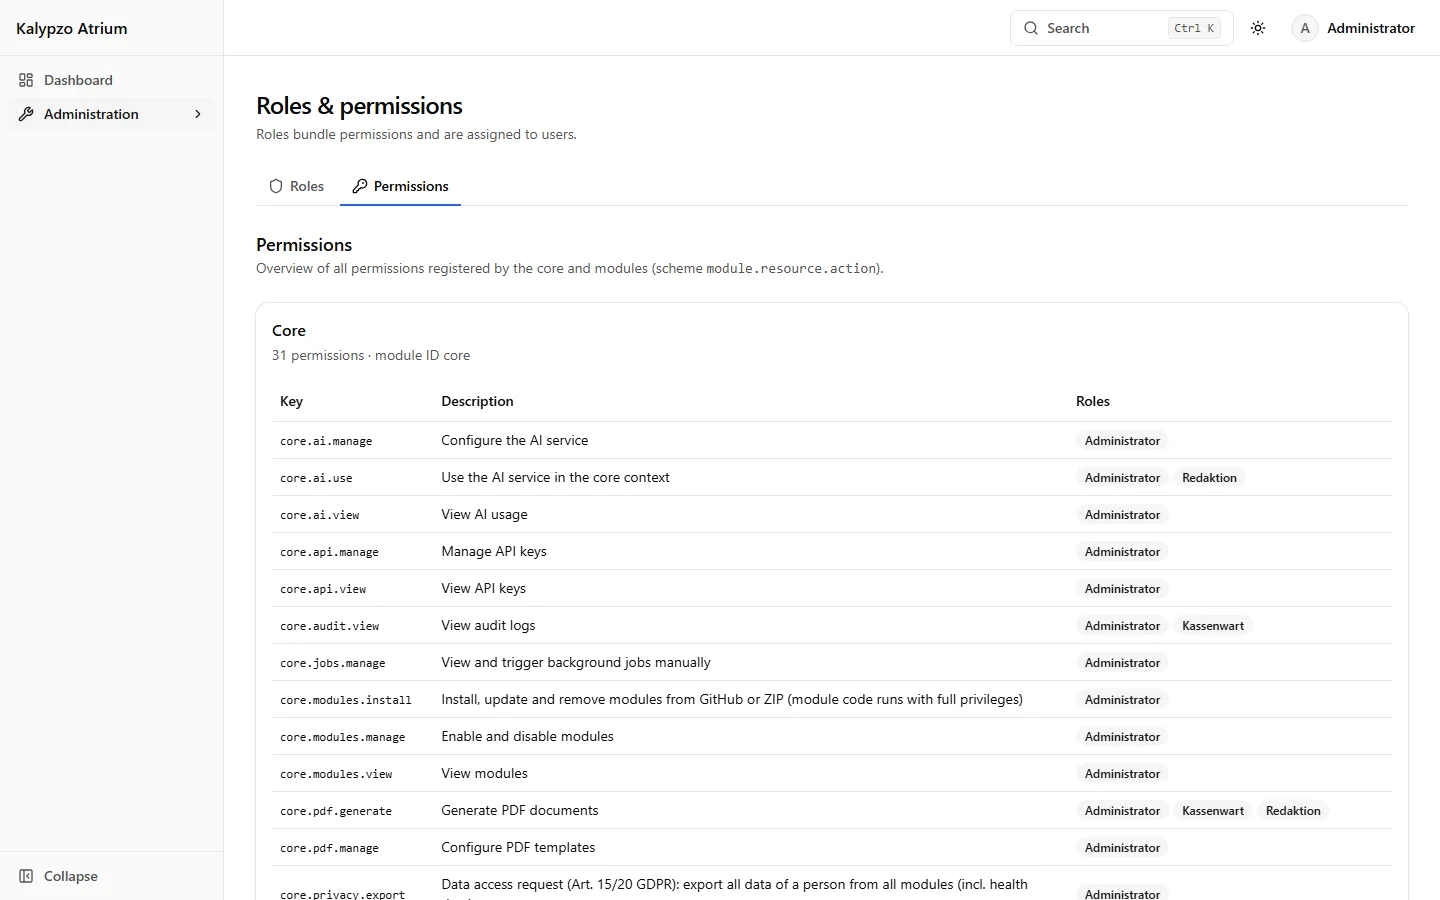 Kalypzo Atrium
Search
Ctrl K
A
Administrator
Dashboard
Administration
Roles & permissions
Roles bundle permissions and are assigned to users.
Roles
Permissions
Permissions
Overview of all permissions registered by the core and modules (scheme module.resource.action).
Core
31 permissions · module ID core
Key Description Roles
core.ai.manage Configure the AI service Administrator
core.ai.use Use the AI service in the core context Administrator Redaktion
core.ai.view View AI usage Administrator
core.api.manage Manage API keys Administrator
core.api.view View API keys Administrator
core.audit.view View audit logs Administrator Kassenwart
core.jobs.manage View and trigger background jobs manually Administrator
core.modules.install Install, update and remove modules from GitHub or ZIP (module code runs with full privileges) Administrator
core.modules.manage Enable and disable modules Administrator
core.modules.view View modules Administrator
core.pdf.generate Generate PDF documents Administrator Kassenwart Redaktion
core.pdf.manage Configure PDF templates Administrator
core.privacy.export Data access request (Art. 15/20 GDPR): export all data of a person from all modules (incl. health Administrator
Collapse